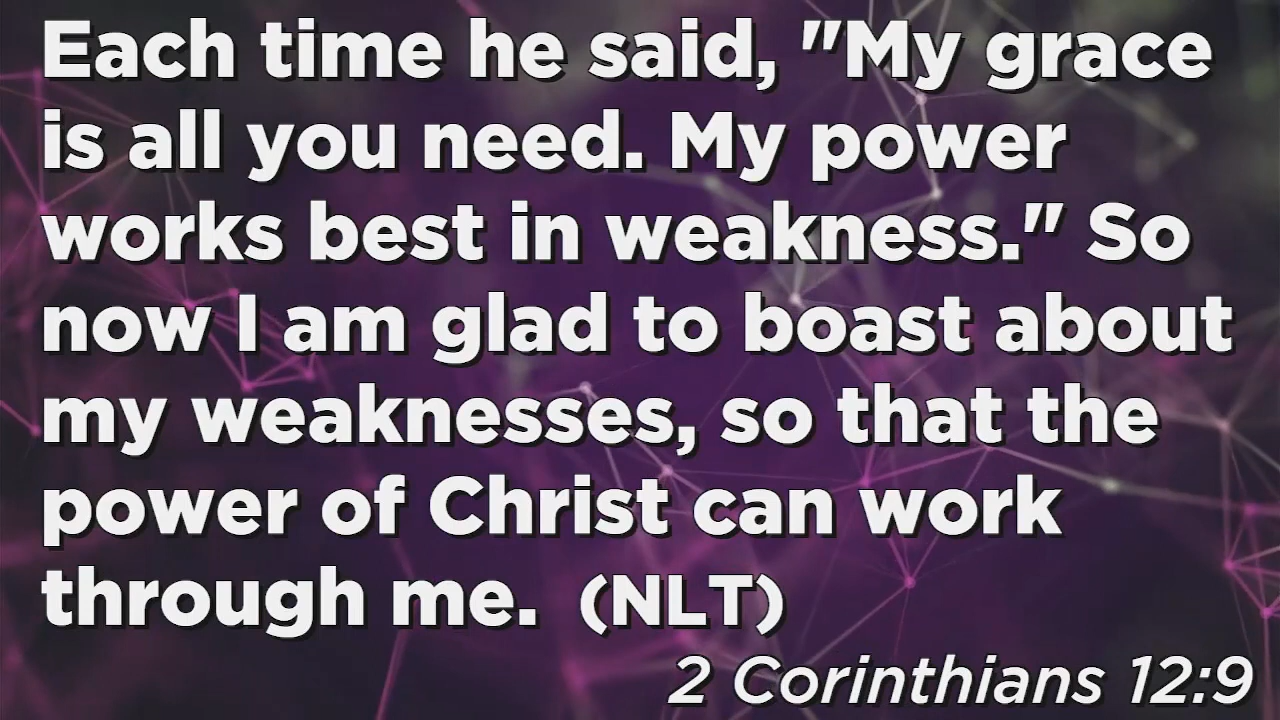 Each time he said, "My grace
is all you need. My power
works best in weakness." So
now I am glad to boast about
my weaknesses, so that the
power of Christ can work
through me. (NLT)
2 Corinthians 12:9